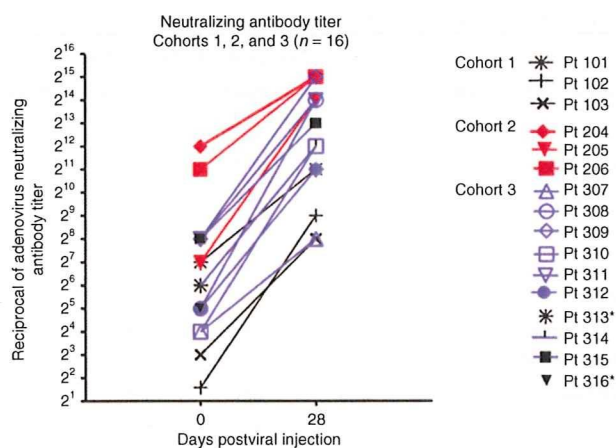 Neutralizing antibody titer
Cohorts 1, 2, and 3 (n = 16)
Reciprocal of adenovirus neutralizing
antibody titer
2^16
2^15
2^14
2^13
2^12
2^11
2^10
2^9
2^8
2^7
2^6
2^5
2^4
2^3
2^2
2^1
0
28
Days postviral injection
Cohort 1
Pt 101
Pt 102
Pt 103
Cohort 2
Pt 204
Pt 205
Pt 206
Cohort 3
Pt 307
Pt 308
Pt 309
Pt 310
Pt 311
Pt 312
Pt 313*
Pt 314
Pt 315
Pt 316*